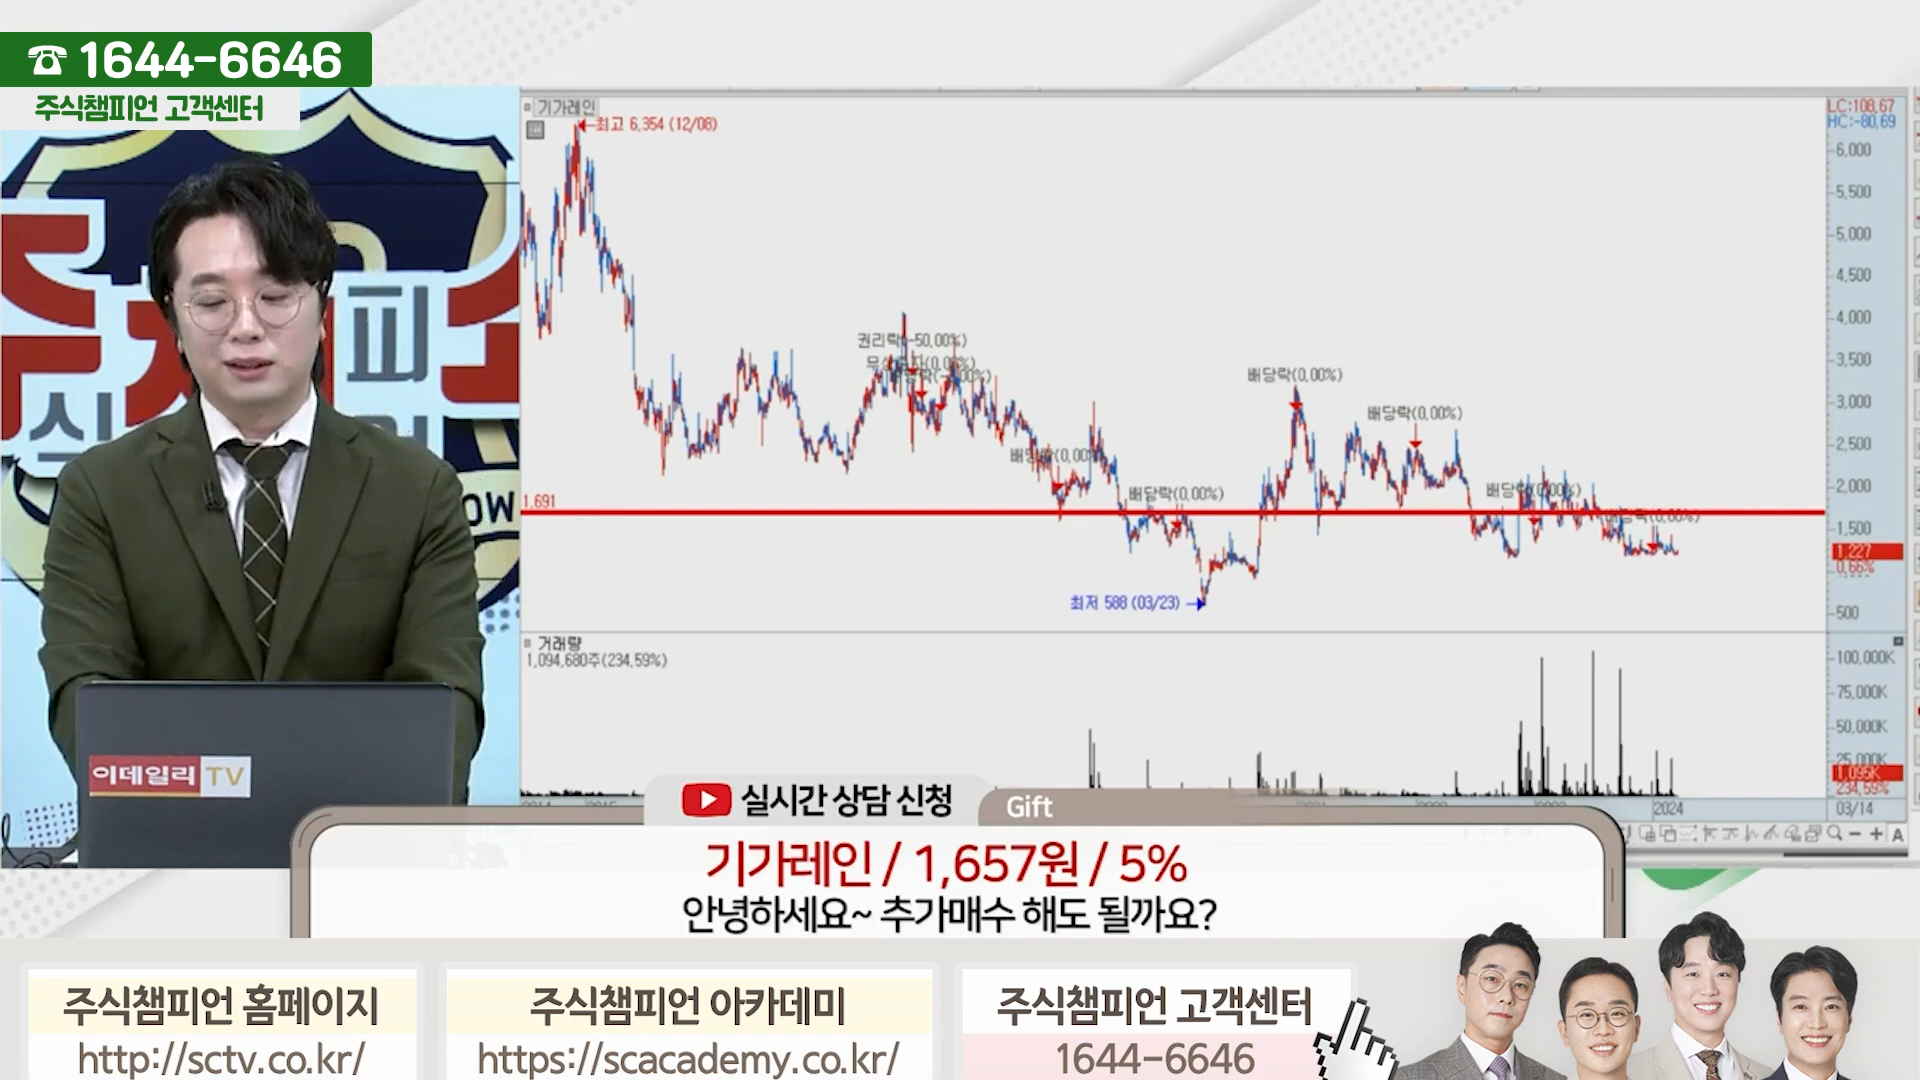 ☎ 1644-6646
주식챔피언 고객센터
기가레인
최고 6,354 (12/08)
권리락(-50,00%)
배당락(0,00%)
배당락(0,00%)
배당락(0,00%)
1,691
최저 588 (03/23)
LC:108,67
HC:-80,69
6,000
5,500
5,000
4,500
4,000
3,500
3,000
2,500
2,000
1,500
1,227
0,66%
500
거래량
1,094,680주(234,59%)
100,000K
75,000K
50,000K
25,000K
1,095K
234,59%
2024
03/14
피
OW
이데일리 TV
실시간 상담 신청
Gift
기가레인 / 1,657원 / 5%
안녕하세요~ 추가매수 해도 될까요?
주식챔피언 홈페이지
http://sctv.co.kr/
주식챔피언 아카데미
https://scacademy.co.kr/
주식챔피언 고객센터
1644-6646